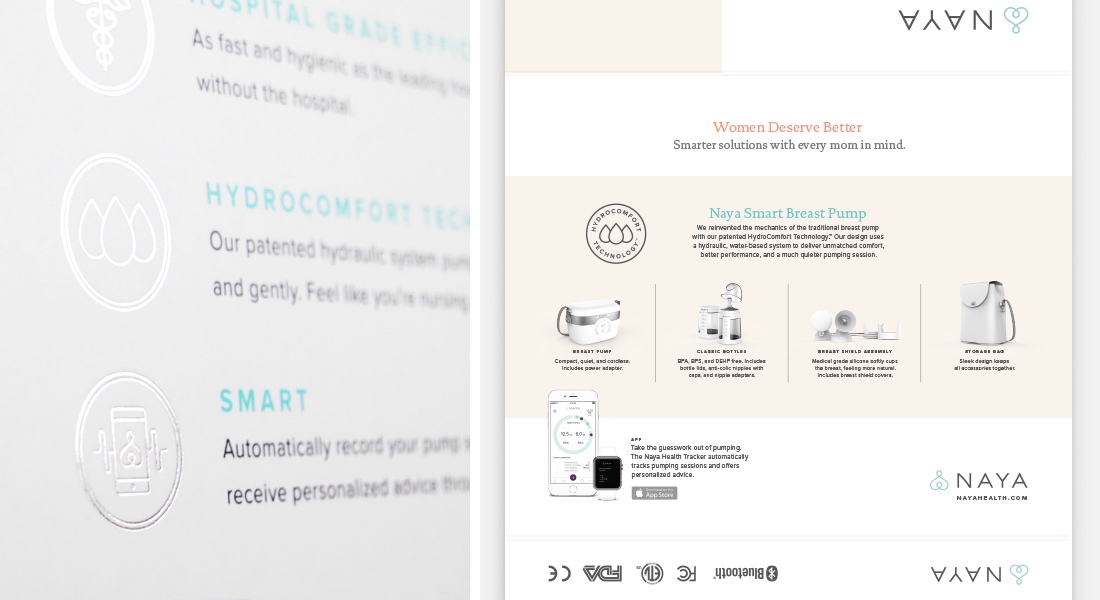 HOSPITAL GRADE EFFIC
As fast and hygienic as the leading
without the hospital.
HYDROCOMFORT TECH
Our patented hydraulic system pum
and gently. Feel like you're nursing
SMART
Automatically record your pump
receive personalized advice thro
NAYA
Women Deserve Better
Smarter solutions with every mom in mind.
HYDROCOMFORT
TECHNOLOGY
Naya Smart Breast Pump
We reinvented the mechanics of the traditional breast pump
with our patented HydroComfort Technology.™ Our design uses
a hydraulic, water-based system to deliver unmatched comfort,
better performance, and a much quieter pumping session.
BREAST PUMP
Compact, quiet, and cordless.
Includes power adapter.
CLASSIC BOTTLES
BPA, BPS, and DEHP free. Includes
bottle lids, anti-colic nipples with
caps, and nipple adapters.
BREAST SHIELD ASSEMBLY
Medical grade silicone softly cups
the breast, feeling more natural.
Includes breast shield covers.
STORAGE BAG
Sleek design keeps
all accessories together.
12.5 6.0
APP
Take the guesswork out of pumping.
The Naya Health Tracker automatically
tracks pumping sessions and offers
personalized advice.
App Store
NAYA
NAYAHEALTH.COM
NAYA
Bluetooth FC ETL FDA CE